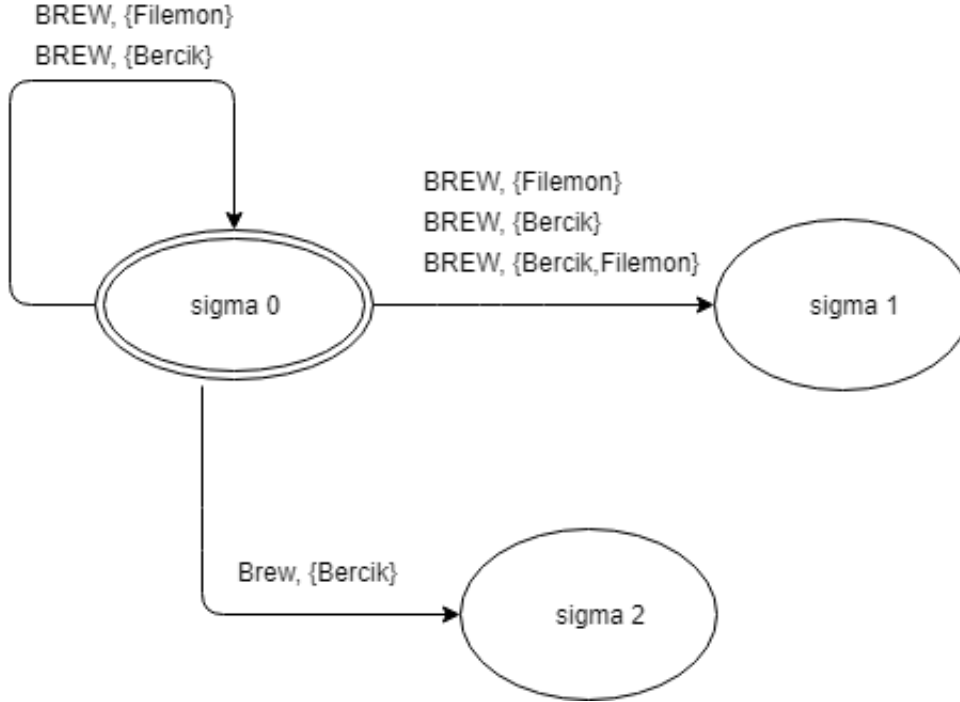 BREW, {Filemon}
BREW, {Bercik}
BREW, {Filemon}
BREW, {Bercik}
BREW, {Bercik,Filemon}
sigma 0
sigma 1
Brew, {Bercik}
sigma 2